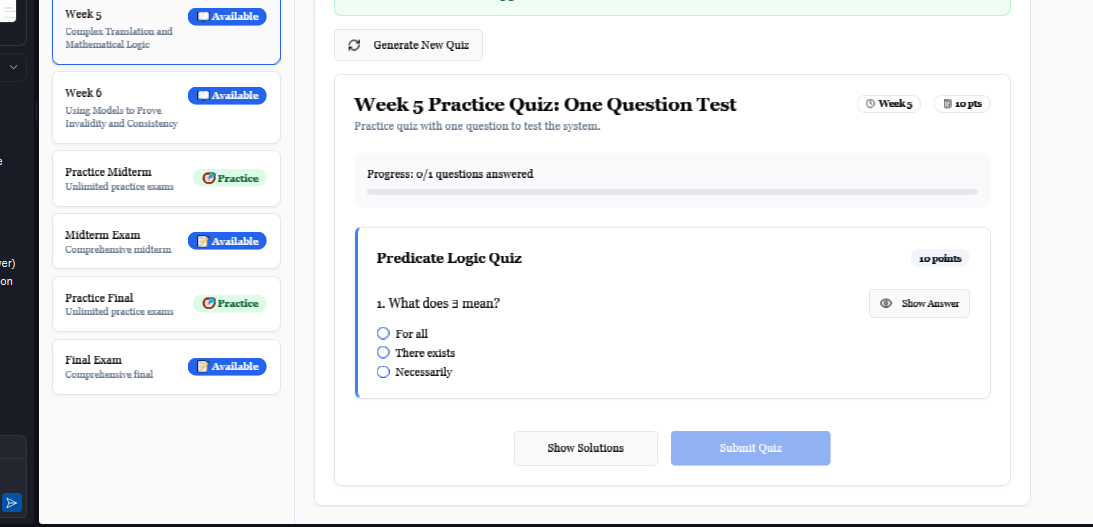 Week 5
Available
Complex Translation and
Mathematical Logic
Week 6
Available
Using Models to Prove
Invalidity and Consistency
Practice Midterm
Practice
Unlimited practice exams
Midterm Exam
Available
Comprehensive midterm
Practice Final
Practice
Unlimited practice exams
Final Exam
Available
Comprehensive final
er)
on
Generate New Quiz
Week 5 Practice Quiz: One Question Test
Week 5
10 pts
Practice quiz with one question to test the system.
Progress: 0/1 questions answered
Predicate Logic Quiz
10 points
1. What does ∃ mean?
Show Answer
For all
There exists
Necessarily
Show Solutions
Submit Quiz